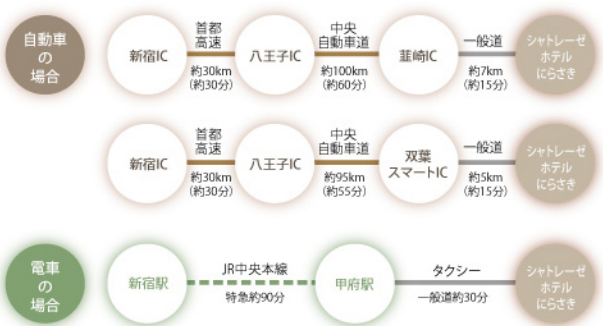 自動車
の
場合
新宿IC
首都
高速
約30km
(約30分)
八王子IC
中央
自動車道
約100km
(約60分)
韮崎IC
一般道
約7km
(約15分)
シャトレーゼ
ホテル
にらさき
新宿IC
首都
高速
約30km
(約30分)
八王子IC
中央
自動車道
約95km
(約55分)
双葉
スマートIC
一般道
約5km
(約15分)
シャトレーゼ
ホテル
にらさき
電車
の
場合
新宿駅
JR中央本線
特急約90分
甲府駅
タクシー
一般道約30分
シャトレーゼ
ホテル
にらさき